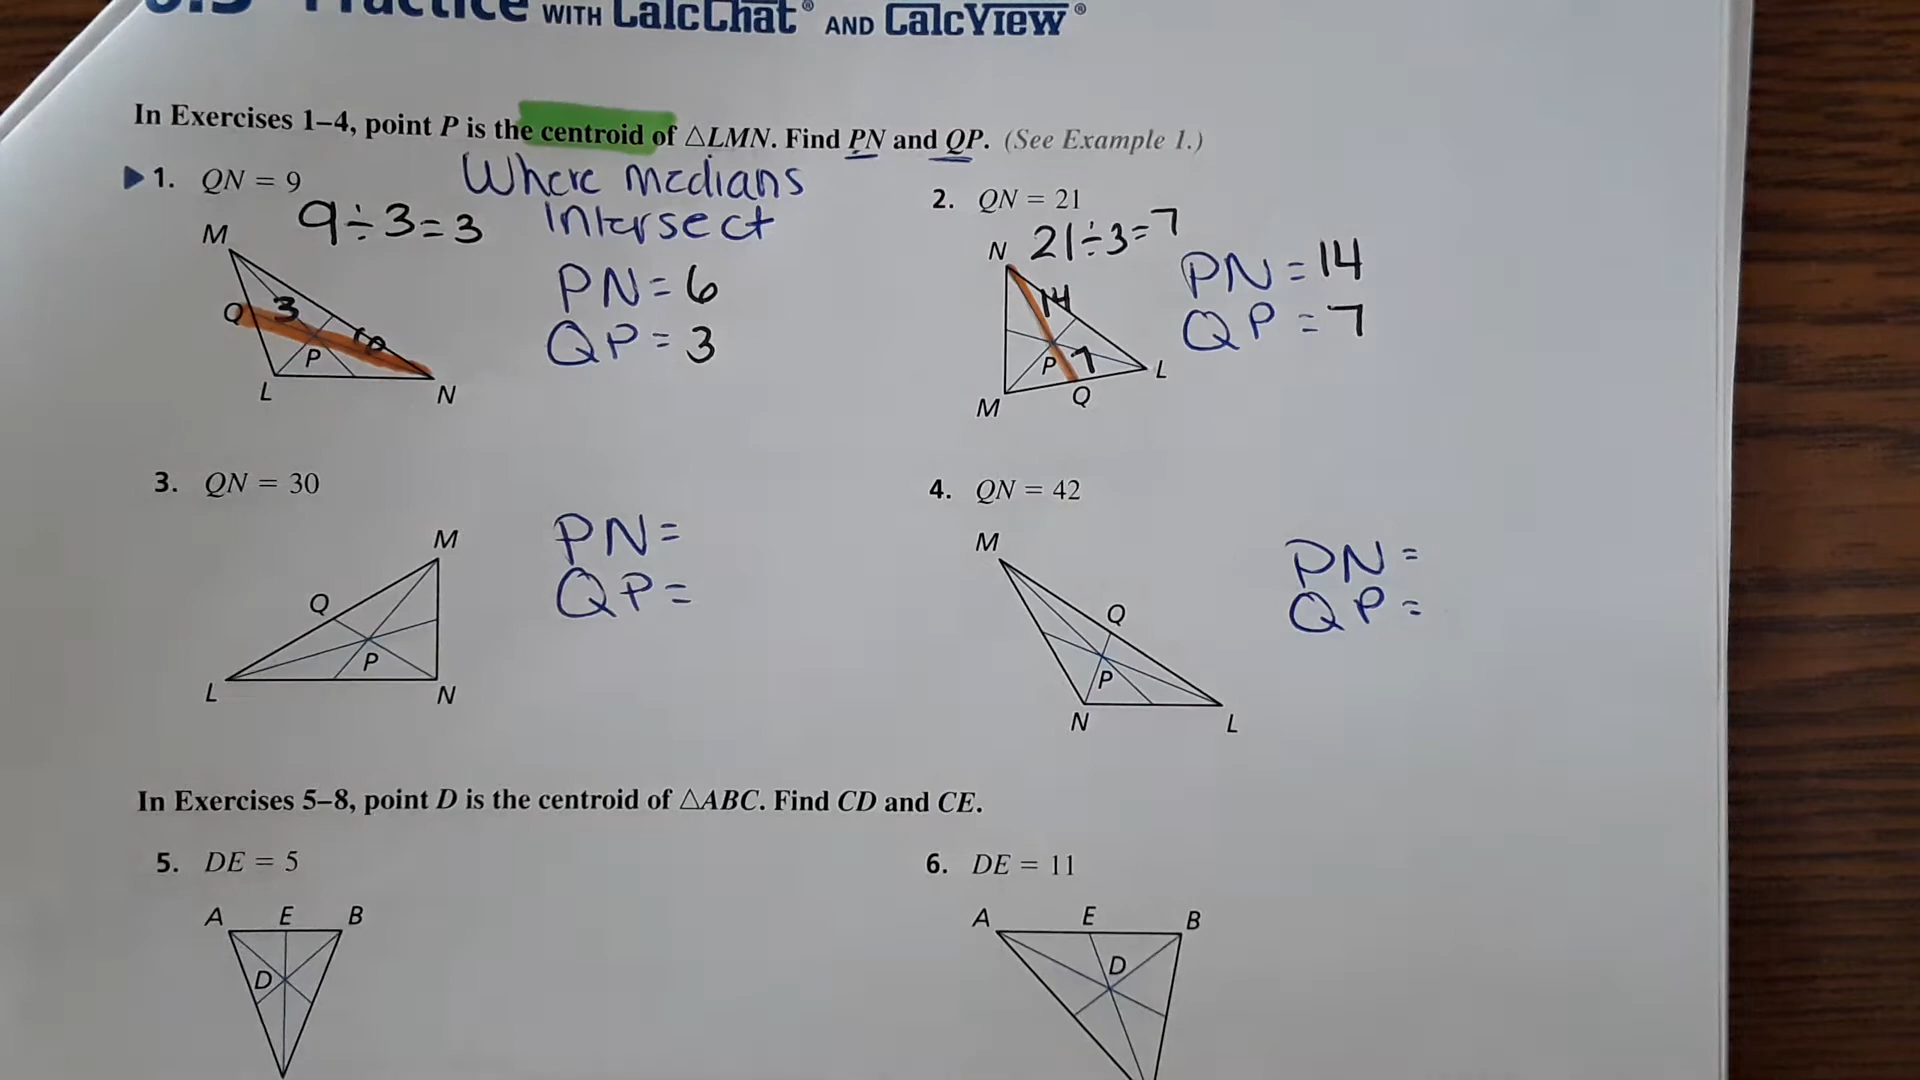 Practice WITH CalcChat® AND CalcView®
In Exercises 1–4, point P is the centroid of △LMN. Find PN and QP. (See Example 1.)
1. QN = 9
Where medians
intersect
9÷3=3
M
Q
3
6
P
L
N
PN=6
QP=3
2. QN = 21
21÷3=7
N
14
P
7
L
M
Q
PN=14
QP=7
3. QN = 30
M
Q
P
L
N
PN=
QP=
4. QN = 42
M
Q
P
N
L
PN=
QP=
In Exercises 5–8, point D is the centroid of △ABC. Find CD and CE.
5. DE = 5
A E B
D
6. DE = 11
A E B
D